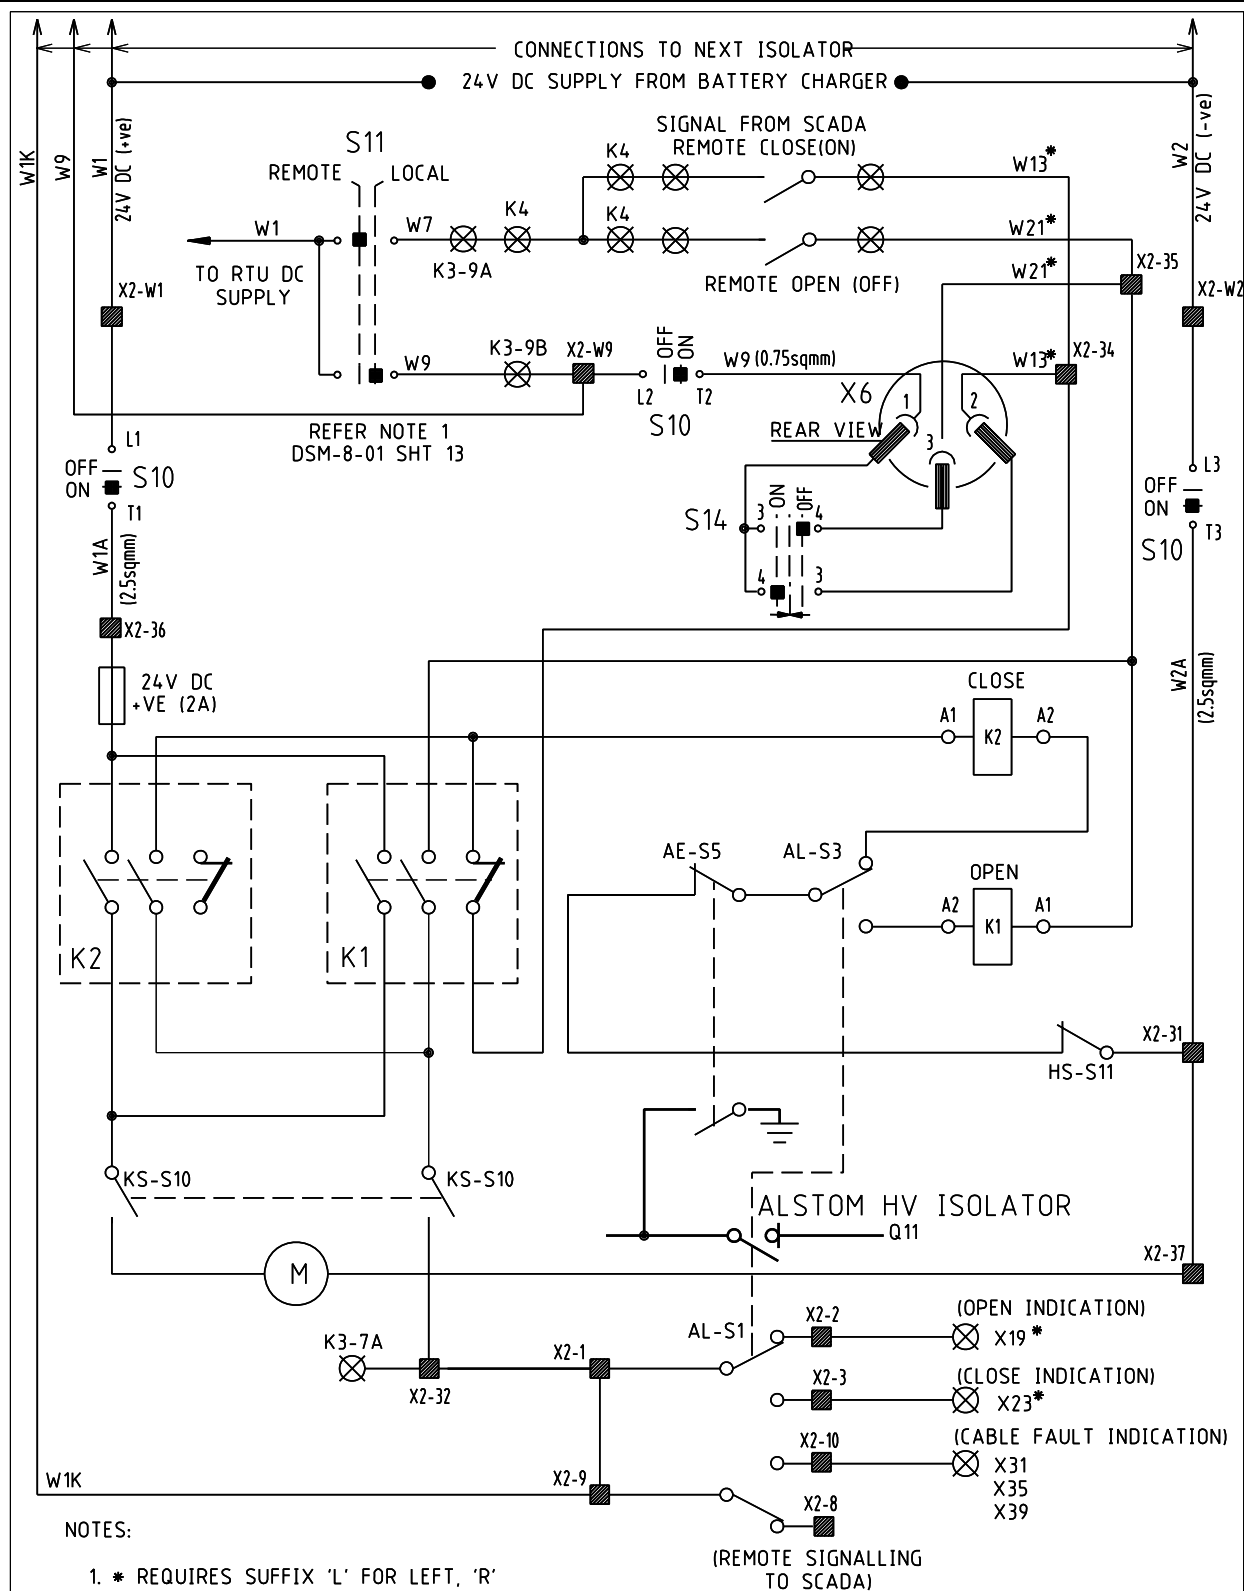 CONNECTIONS TO NEXT ISOLATOR
24V DC SUPPLY FROM BATTERY CHARGER
W1K
W9
W1
24V DC (+ve)
W2
24V DC (-ve)
S11
REMOTE
LOCAL
SIGNAL FROM SCADA
REMOTE CLOSE(ON)
K4
W13*
W1
W7
K4
K4
W21*
K3-9A
TO RTU DC
SUPPLY
REMOTE OPEN (OFF)
W21*
X2-35
X2-W1
X2-W2
W9
K3-9B
X2-W9
OFF
ON
L2
T2
S10
W9 (0.75sqmm)
W13*
X2-34
X6
1
2
3
REAR VIEW
REFER NOTE 1
DSM-8-01 SHT 13
L1
OFF
ON
S10
T1
L3
OFF
ON
T3
S10
S14
ON
OFF
3
4
4
3
W1A
(2.5sqmm)
X2-36
24V DC
+VE (2A)
W2A
(2.5sqmm)
CLOSE
A1
K2
A2
AE-S5
AL-S3
OPEN
A2
K1
A1
K2
K1
X2-31
HS-S11
KS-S10
KS-S10
ALSTOM HV ISOLATOR
Q11
M
X2-37
K3-7A
X2-32
X2-1
AL-S1
X2-2
(OPEN INDICATION)
X19*
X2-3
(CLOSE INDICATION)
X23*
X2-10
(CABLE FAULT INDICATION)
X31
X35
X39
W1K
X2-9
X2-8
(REMOTE SIGNALLING
TO SCADA)
NOTES:
1. * REQUIRES SUFFIX 'L' FOR LEFT, 'R'